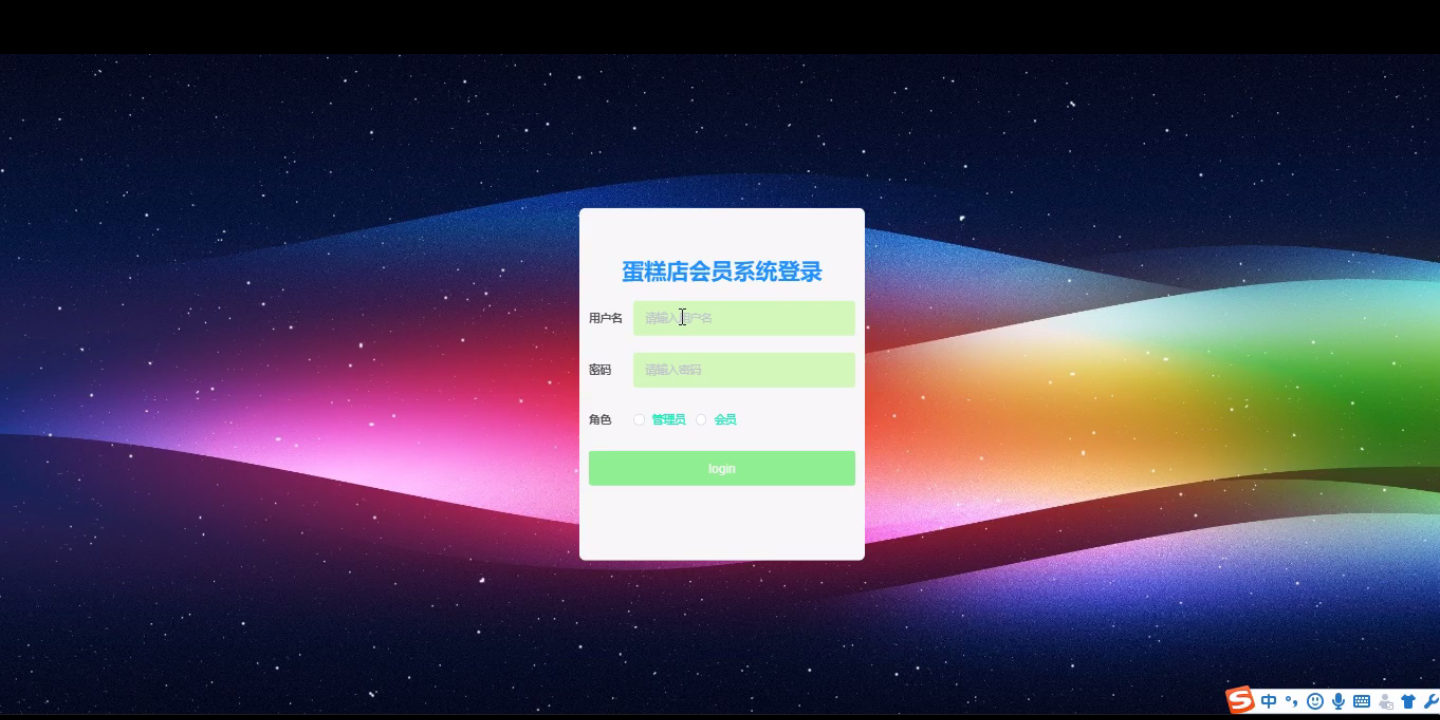 蛋糕店会员系统登录
用户名 请输入用户名
密码 请输入密码
角色 管理员 会员
login
S 中